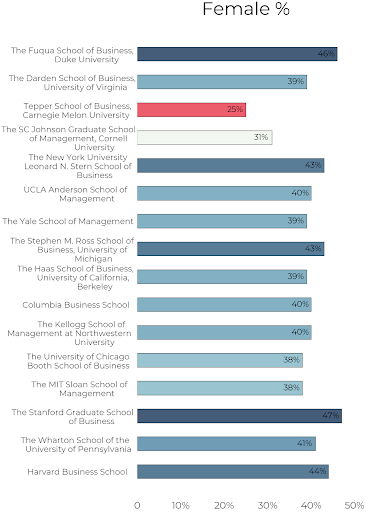 Female %
The Fuqua School of Business,
Duke University
46%
The Darden School of Business,
University of Virginia
39%
Tepper School of Business,
Carnegie Melon University
25%
The SC Johnson Graduate School
of Management, Cornell
University
31%
The New York University
Leonard N. Stern School of
Business
43%
UCLA Anderson School of
Management
40%
The Yale School of Management
39%
The Stephen M. Ross School of
Business, University of
Michigan
43%
The Haas School of Business,
University of California,
Berkeley
39%
Columbia Business School
40%
The Kellogg School of
Management at Northwestern
University
40%
The University of Chicago
Booth School of Business
38%
The MIT Sloan School of
Management
38%
The Stanford Graduate School
of Business
47%
The Wharton School of the
University of Pennsylvania
41%
Harvard Business School
44%
0 10% 20% 30% 40% 50%